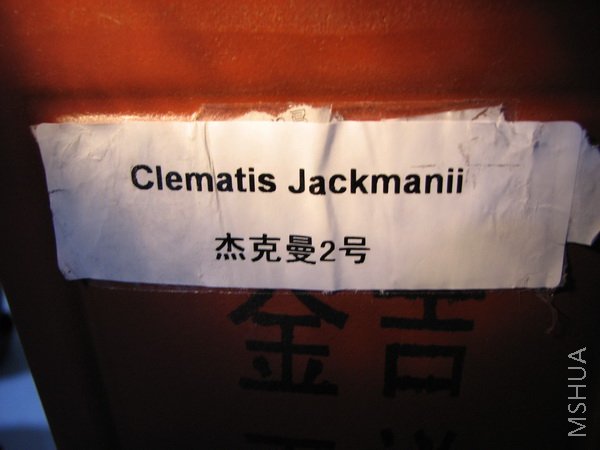 Clematis Jackmanii
杰克曼2号
MSHUA